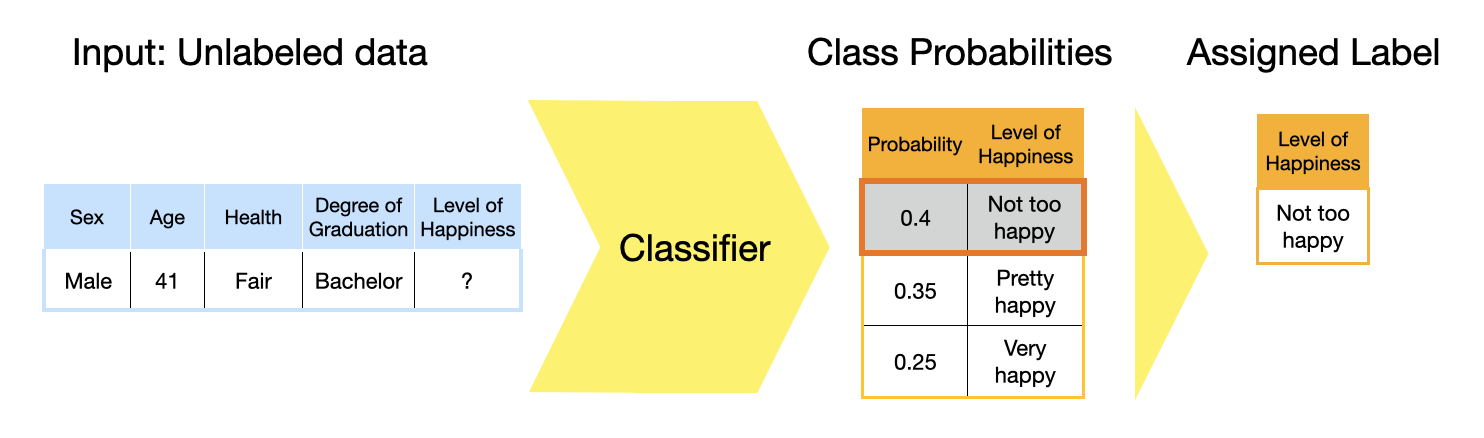 Input: Unlabeled data
Class Probabilities
Assigned Label
Sex
Age
Health
Degree of
Graduation
Level of
Happiness
Male
41
Fair
Bachelor
?
Classifier
Probability
Level of
Happiness
0.4
Not too
happy
0.35
Pretty
happy
0.25
Very
happy
Level of
Happiness
Not too
happy